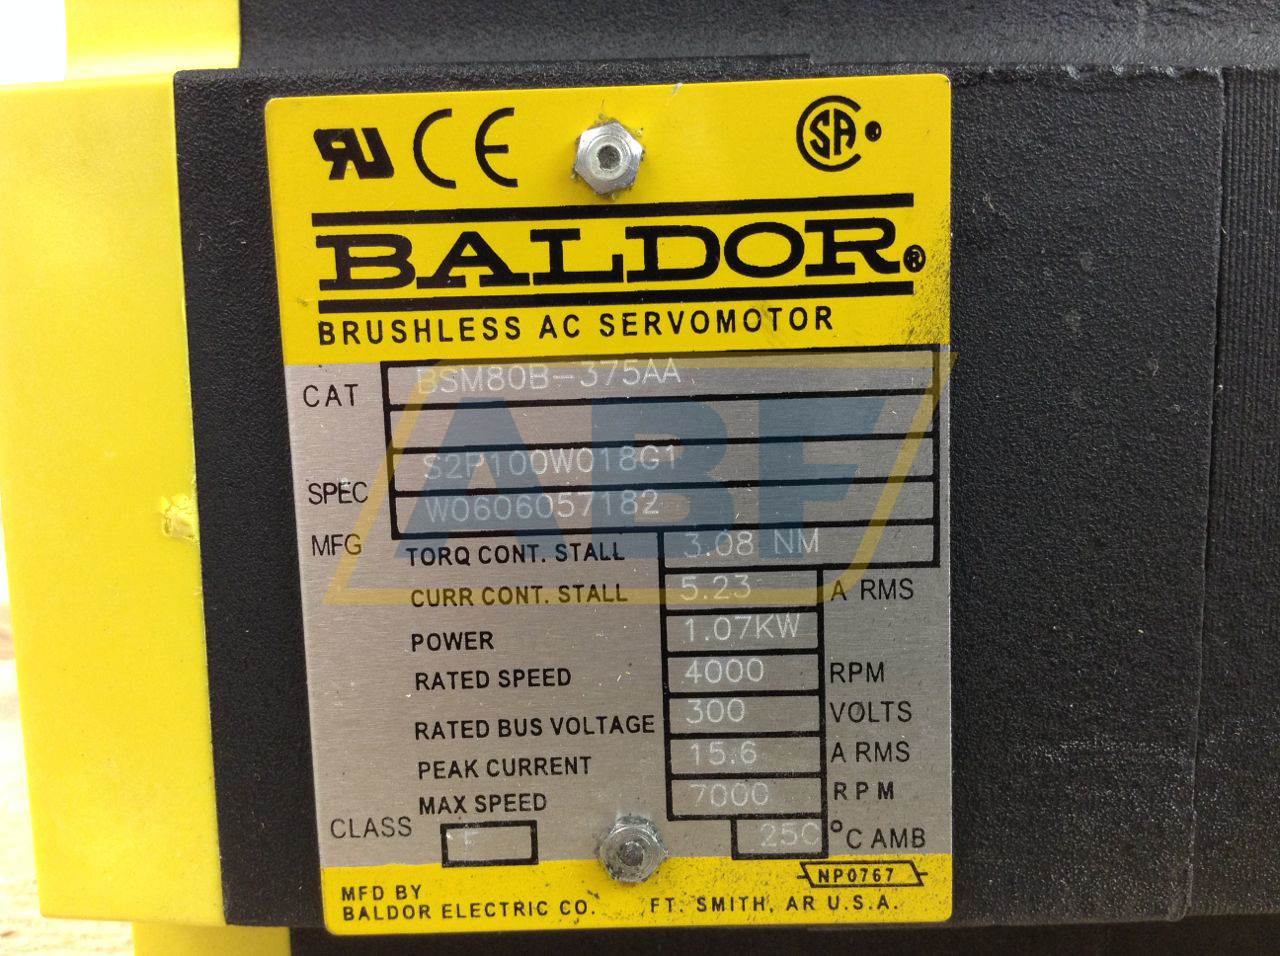 RU CE SA
BALDOR®
BRUSHLESS AC SERVOMOTOR
CAT BSM80B-375AA
SPEC S2P100W018G1
MFG W0606057182
TORQ CONT. STALL 3.08 NM
CURR CONT. STALL 5.23 A RMS
POWER 1.07KW
RATED SPEED 4000 RPM
RATED BUS VOLTAGE 300 VOLTS
PEAK CURRENT 15.6 A RMS
MAX SPEED 7000 RPM
CLASS F 25C °C AMB
NP0767
MFD BY
BALDOR ELECTRIC CO. FT. SMITH, AR U.S.A.
ABF